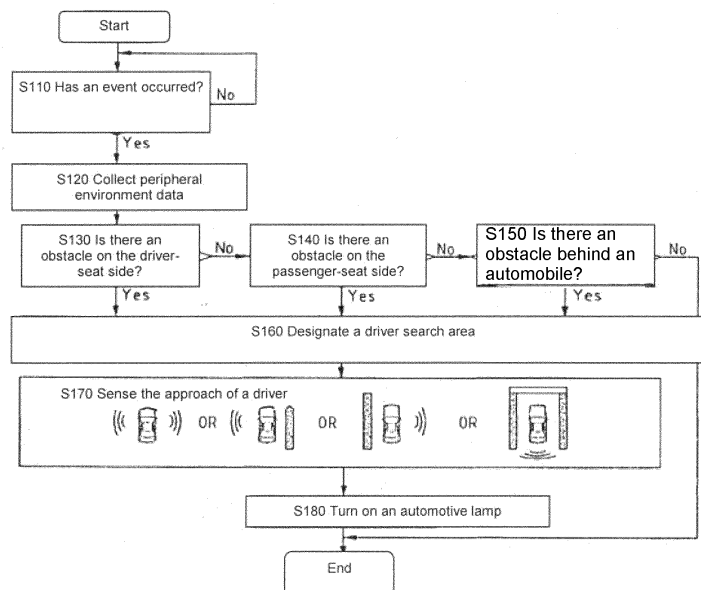 Start
S110 Has an event occurred?
No
Yes
S120 Collect peripheral
environment data
S130 Is there an
obstacle on the driver-
seat side?
No
S140 Is there an
obstacle on the
passenger-seat side?
No
S150 Is there an
obstacle behind an
automobile?
No
Yes
Yes
Yes
S160 Designate a driver search area
S170 Sense the approach of a driver
OR
OR
OR
S180 Turn on an automotive lamp
End